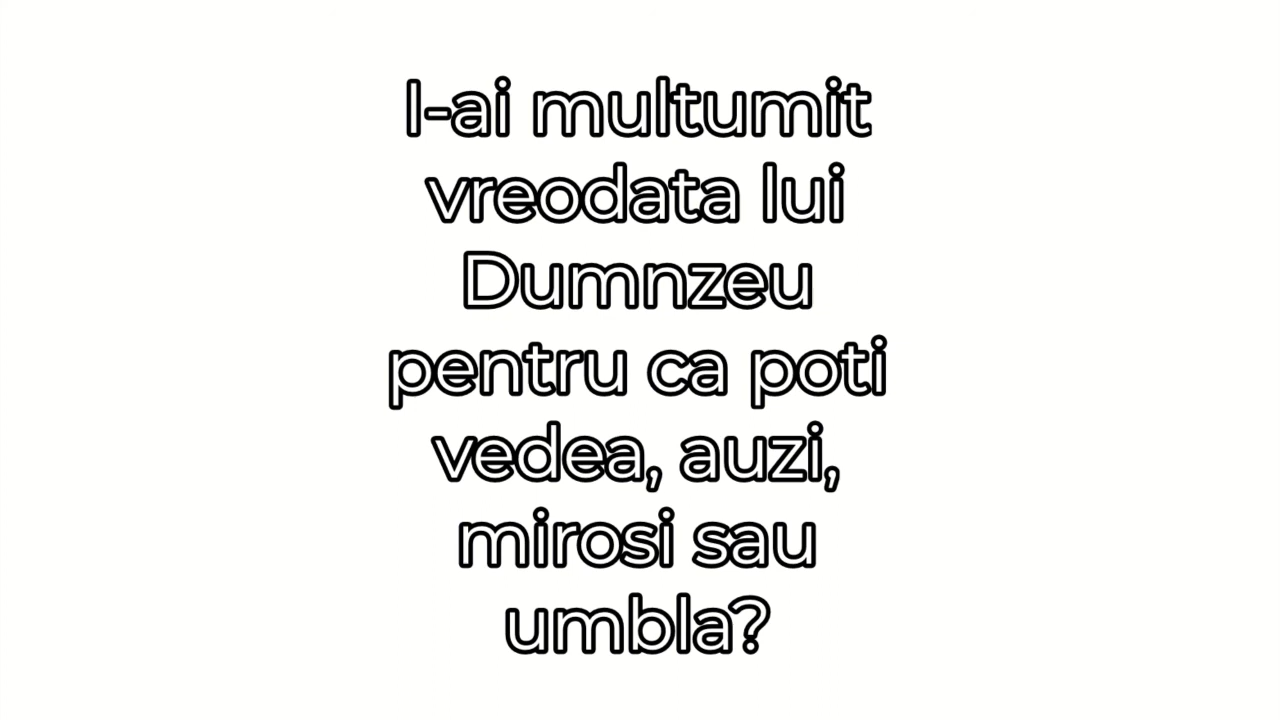 I-ai multumit
vreodata lui
Dumnzeu
pentru ca poti
vedea, auzi,
mirosi sau
umbla?